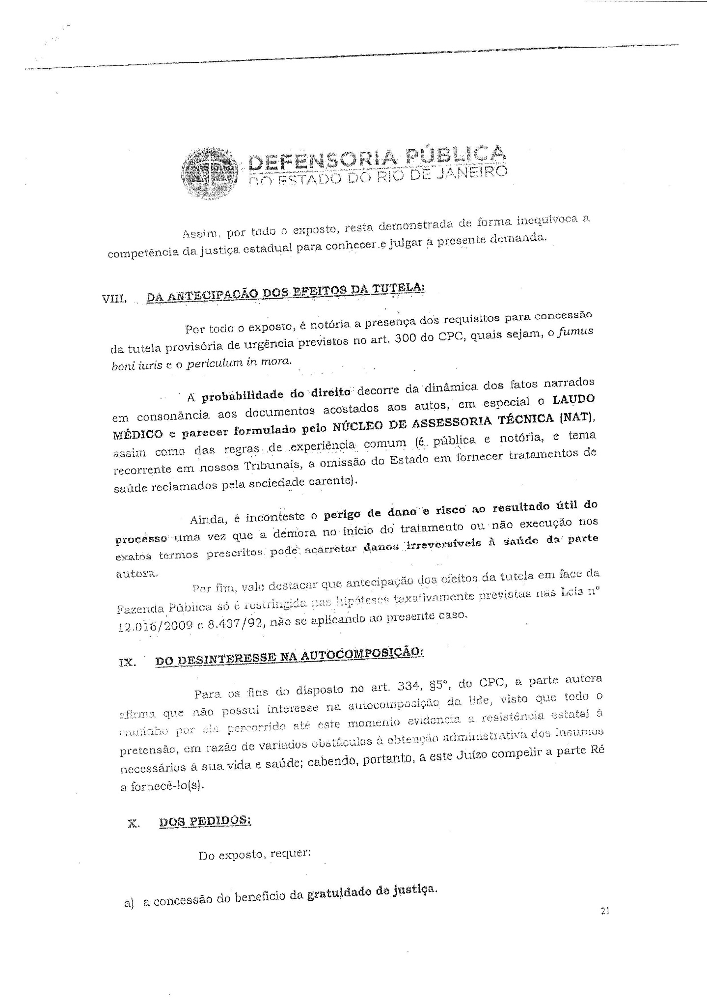 DEFENSORIA PÚBLICA
DO ESTADO DO RIO DE JANEIRO
Assim, por todo o exposto, resta demonstrada de forma inequívoca a
competência da justiça estadual para conhecer e julgar a presente demanda.
VIII. DA ANTECIPAÇÃO DOS EFEITOS DA TUTELA:
Por todo o exposto, é notória a presença dos requisitos para concessão
da tutela provisória de urgência previstos no art. 300 do CPC, quais sejam, o fumus
boni iuris e o periculum in mora.
A probabilidade do direito decorre da dinâmica dos fatos narrados
em consonância aos documentos acostados aos autos, em especial o LAUDO
MÉDICO e parecer formulado pelo NÚCLEO DE ASSESSORIA TÉCNICA (NAT),
assim como das regras de experiência comum (é pública e notória, e tema
recorrente em nossos Tribunais, a omissão do Estado em fornecer tratamentos de
saúde reclamados pela sociedade carente).
Ainda, é inconteste o perigo de dano e risco ao resultado útil do
processo uma vez que a demora no início do tratamento ou não execução nos
exatos termos prescritos pode acarretar danos irreversíveis à saúde da parte
autora.
Por fim, vale destacar que antecipação dos efeitos da tutela em face da
Fazenda Pública só é restringida nas hipóteses taxativamente previstas nas Leis nº
12.016/2009 e 8.437/92, não se aplicando ao presente caso.
IX. DO DESINTERESSE NA AUTOCOMPOSIÇÃO:
Para os fins do disposto no art. 334, §5º, do CPC, a parte autora
afirma que não possui interesse na autocomposição da lide, visto que todo o
caminho por ela percorrido até este momento evidencia a resistência estatal à
pretensão, em razão de variados obstáculos à obtenção administrativa dos insumos
necessários à sua vida e saúde; cabendo, portanto, a este Juízo compelir a parte Ré
a fornecê-lo(s).
X. DOS PEDIDOS:
Do exposto, requer:
a) a concessão do benefício da gratuidade de justiça.
21